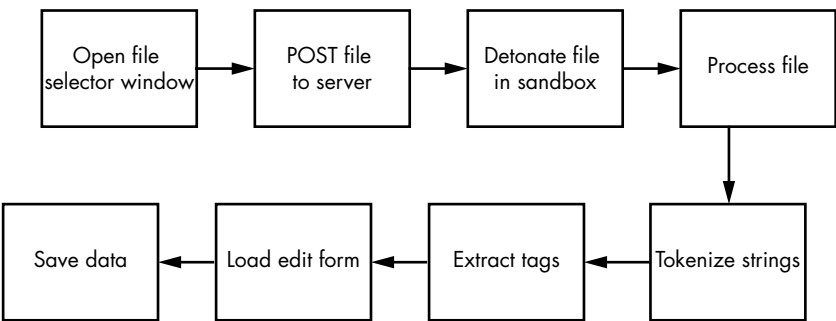 Open file
selector window
POST file
to server
Detonate file
in sandbox
Process file
Tokenize strings
Extract tags
Load edit form
Save data